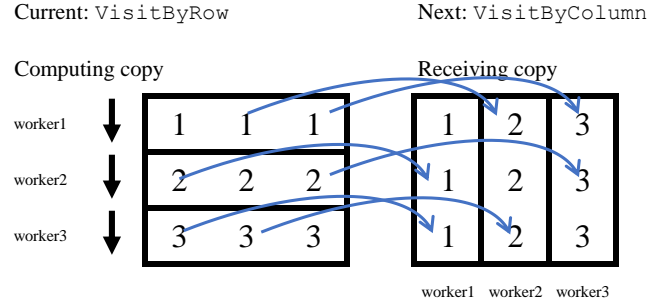 Current: VisitByRow Next: VisitByColumn
Computing copy Receiving copy
worker1 1 1 1 1 2 3
worker2 2 2 2 1 2 3
worker3 3 3 3 1 2 3
worker1 worker2 worker3